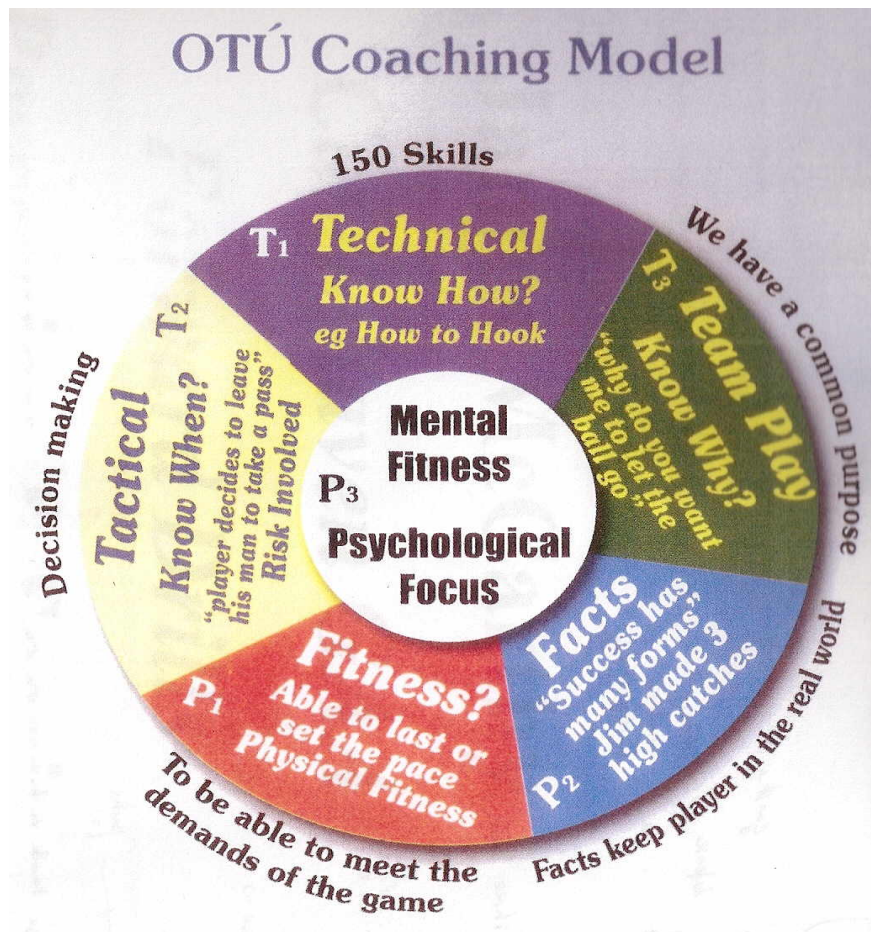 OTÚ Coaching Model
150 Skills
T1 Technical
Know How?
eg How to Hook
We have a common purpose
T3 Team Play
Know Why?
“why do you want
me to let the
ball go”
Decision making
T2
Tactical
Know When?
“player decides to leave
his man to take a pass”
Risk Involved
Mental
Fitness
P3
Psychological
Focus
Facts
“Success has
many forms”
Jim made 3
high catches
P2
Facts keep player in the real world
Fitness?
P1
Able to last or
set the pace
Physical Fitness
To be able to meet the
demands of the game